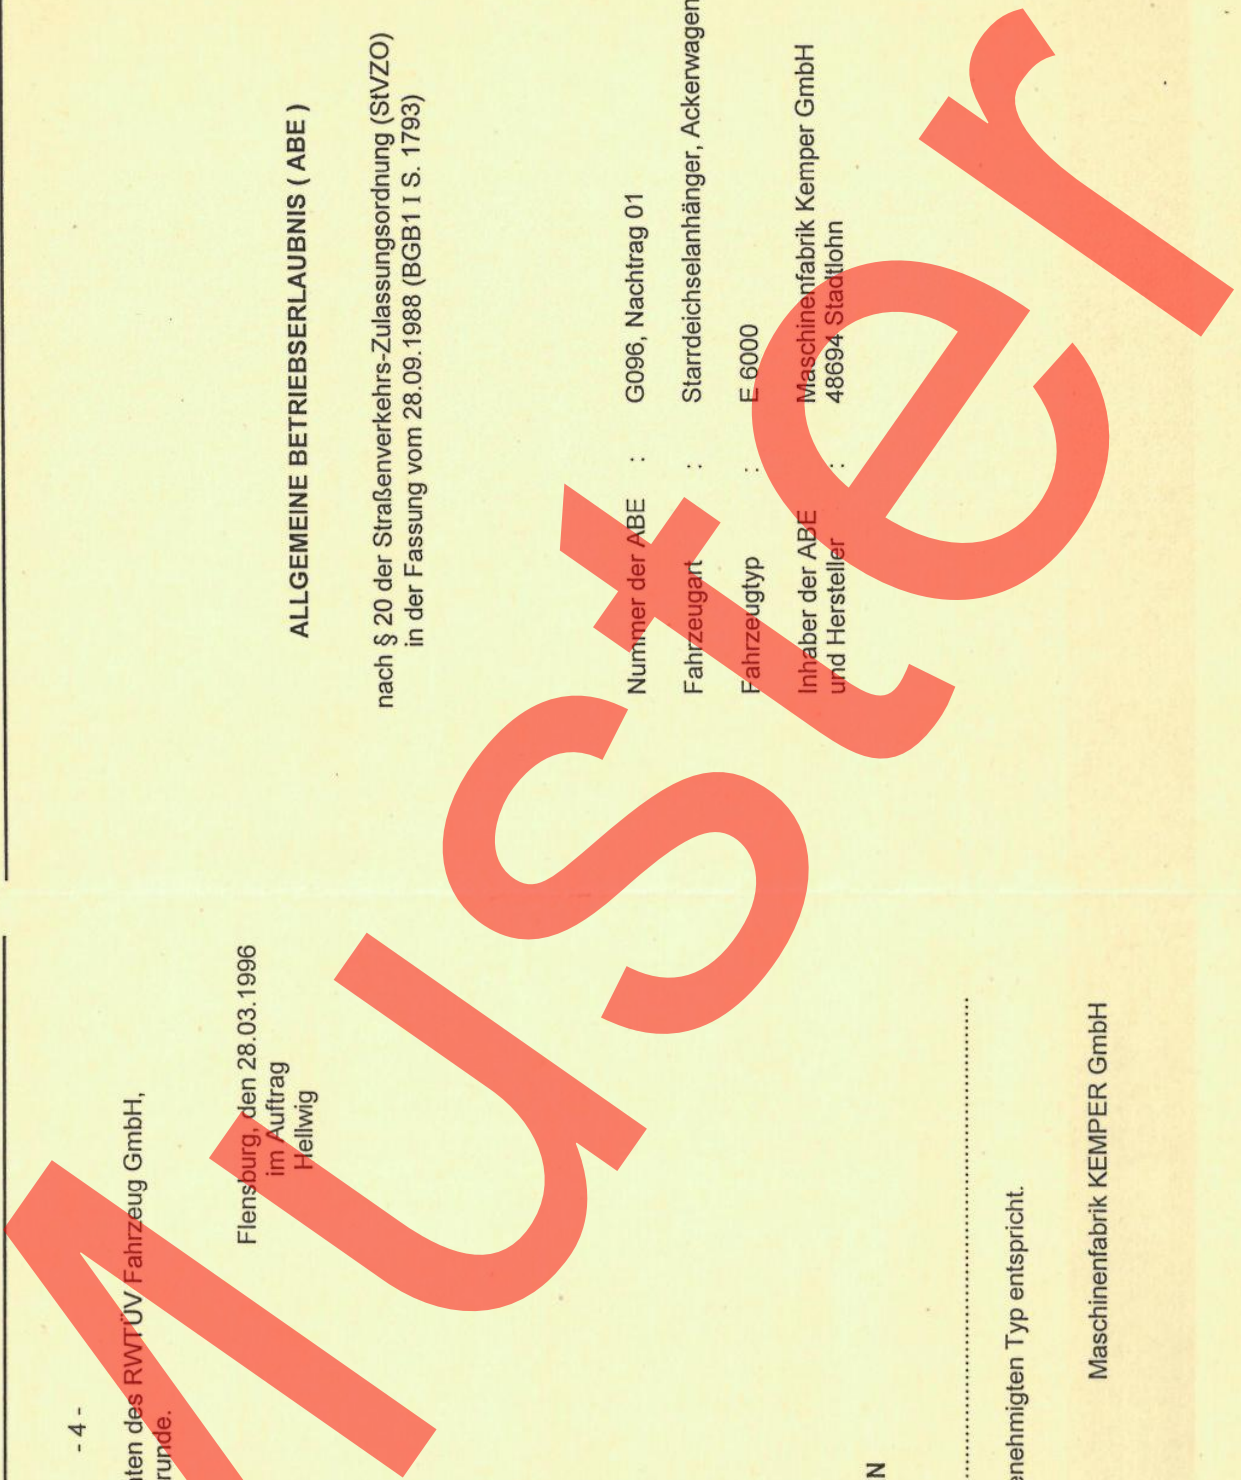 - 4 -
ten des RWTÜV Fahrzeug GmbH,
runde.
Flensburg, den 28.03.1996
im Auftrag
Hellwig
N
enehmigten Typ entspricht.
Maschinenfabrik KEMPER GmbH
ALLGEMEINE BETRIEBSERLAUBNIS ( ABE )
nach § 20 der Straßenverkehrs-Zulassungsordnung (StVZO)
in der Fassung vom 28.09.1988 (BGB1 I S. 1793)
Nummer der ABE : G096, Nachtrag 01
Fahrzeugart : Starrdeichselanhänger, Ackerwagen
Fahrzeugtyp : E 6000
Inhaber der ABE Maschinenfabrik Kemper GmbH
und Hersteller : 48694 Stadtlohn
Muster